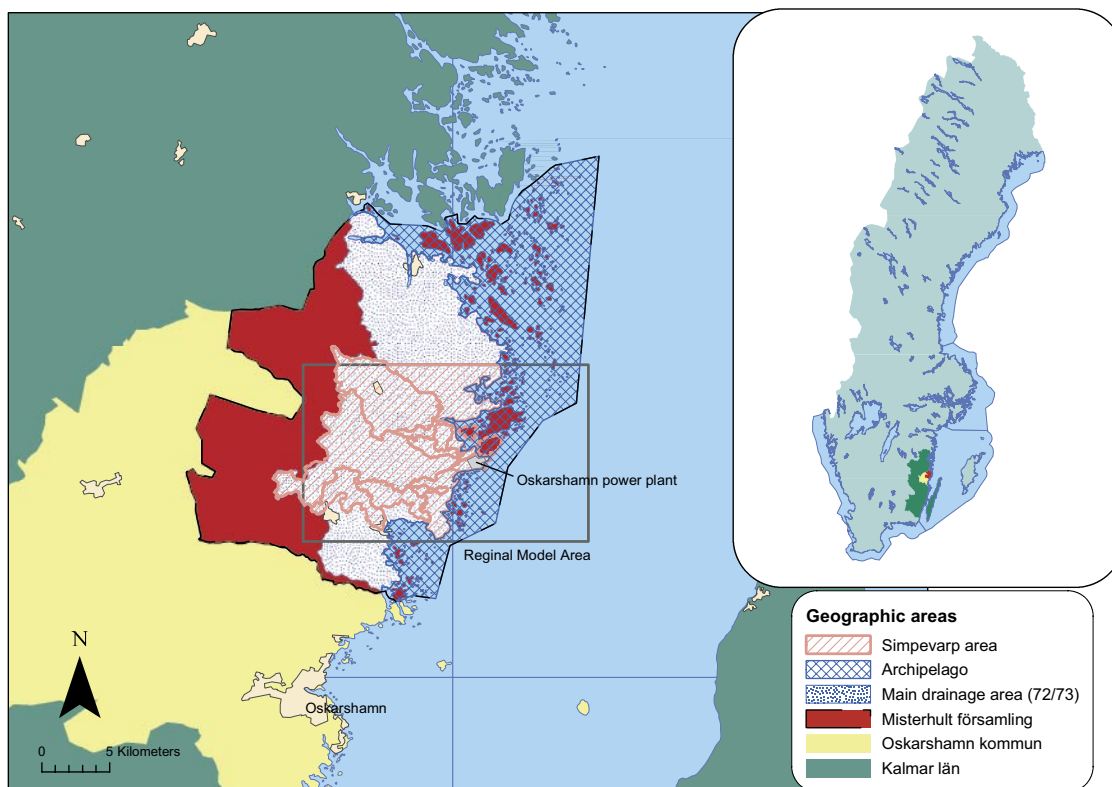 Oskarshamn power plant
Reginal Model Area
N
Oskarshamn
0 5 Kilometers
Geographic areas
Simpevarp area
Archipelago
Main drainage area (72/73)
Misterhult församling
Oskarshamn kommun
Kalmar län